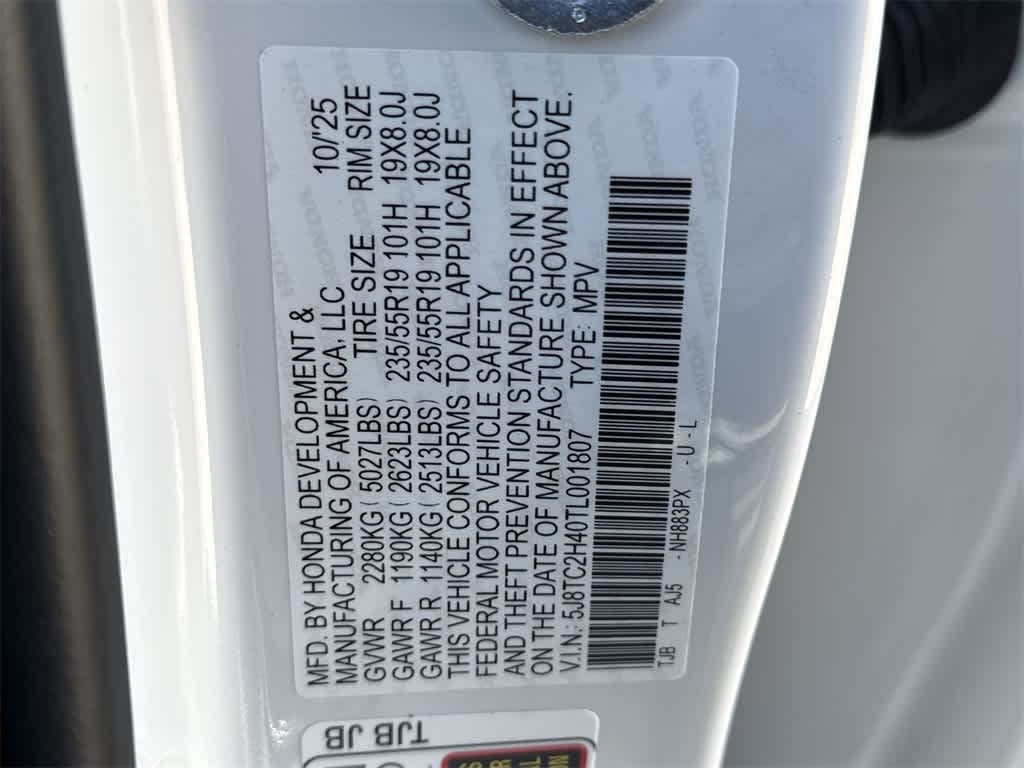 MFD. BY HONDA DEVELOPMENT & 10/'25
MANUFACTURING OF AMERICA, LLC TIRE SIZE RIM SIZE
GVWR 2280KG ( 5027LBS)
GAWR F 1190KG ( 2623LBS) 235/55R19 101H 19X8.0J
GAWR R 1140KG ( 2513LBS) 235/55R19 101H 19X8.0J
THIS VEHICLE CONFORMS TO ALL APPLICABLE
FEDERAL MOTOR VEHICLE SAFETY
AND THEFT PREVENTION STANDARDS IN EFFECT
ON THE DATE OF MANUFACTURE SHOWN ABOVE.
V.I.N.: 5J8TC2H40TL001807 TYPE: MPV
TJB T AJ5 -NH883PX - U - L
TJB JB